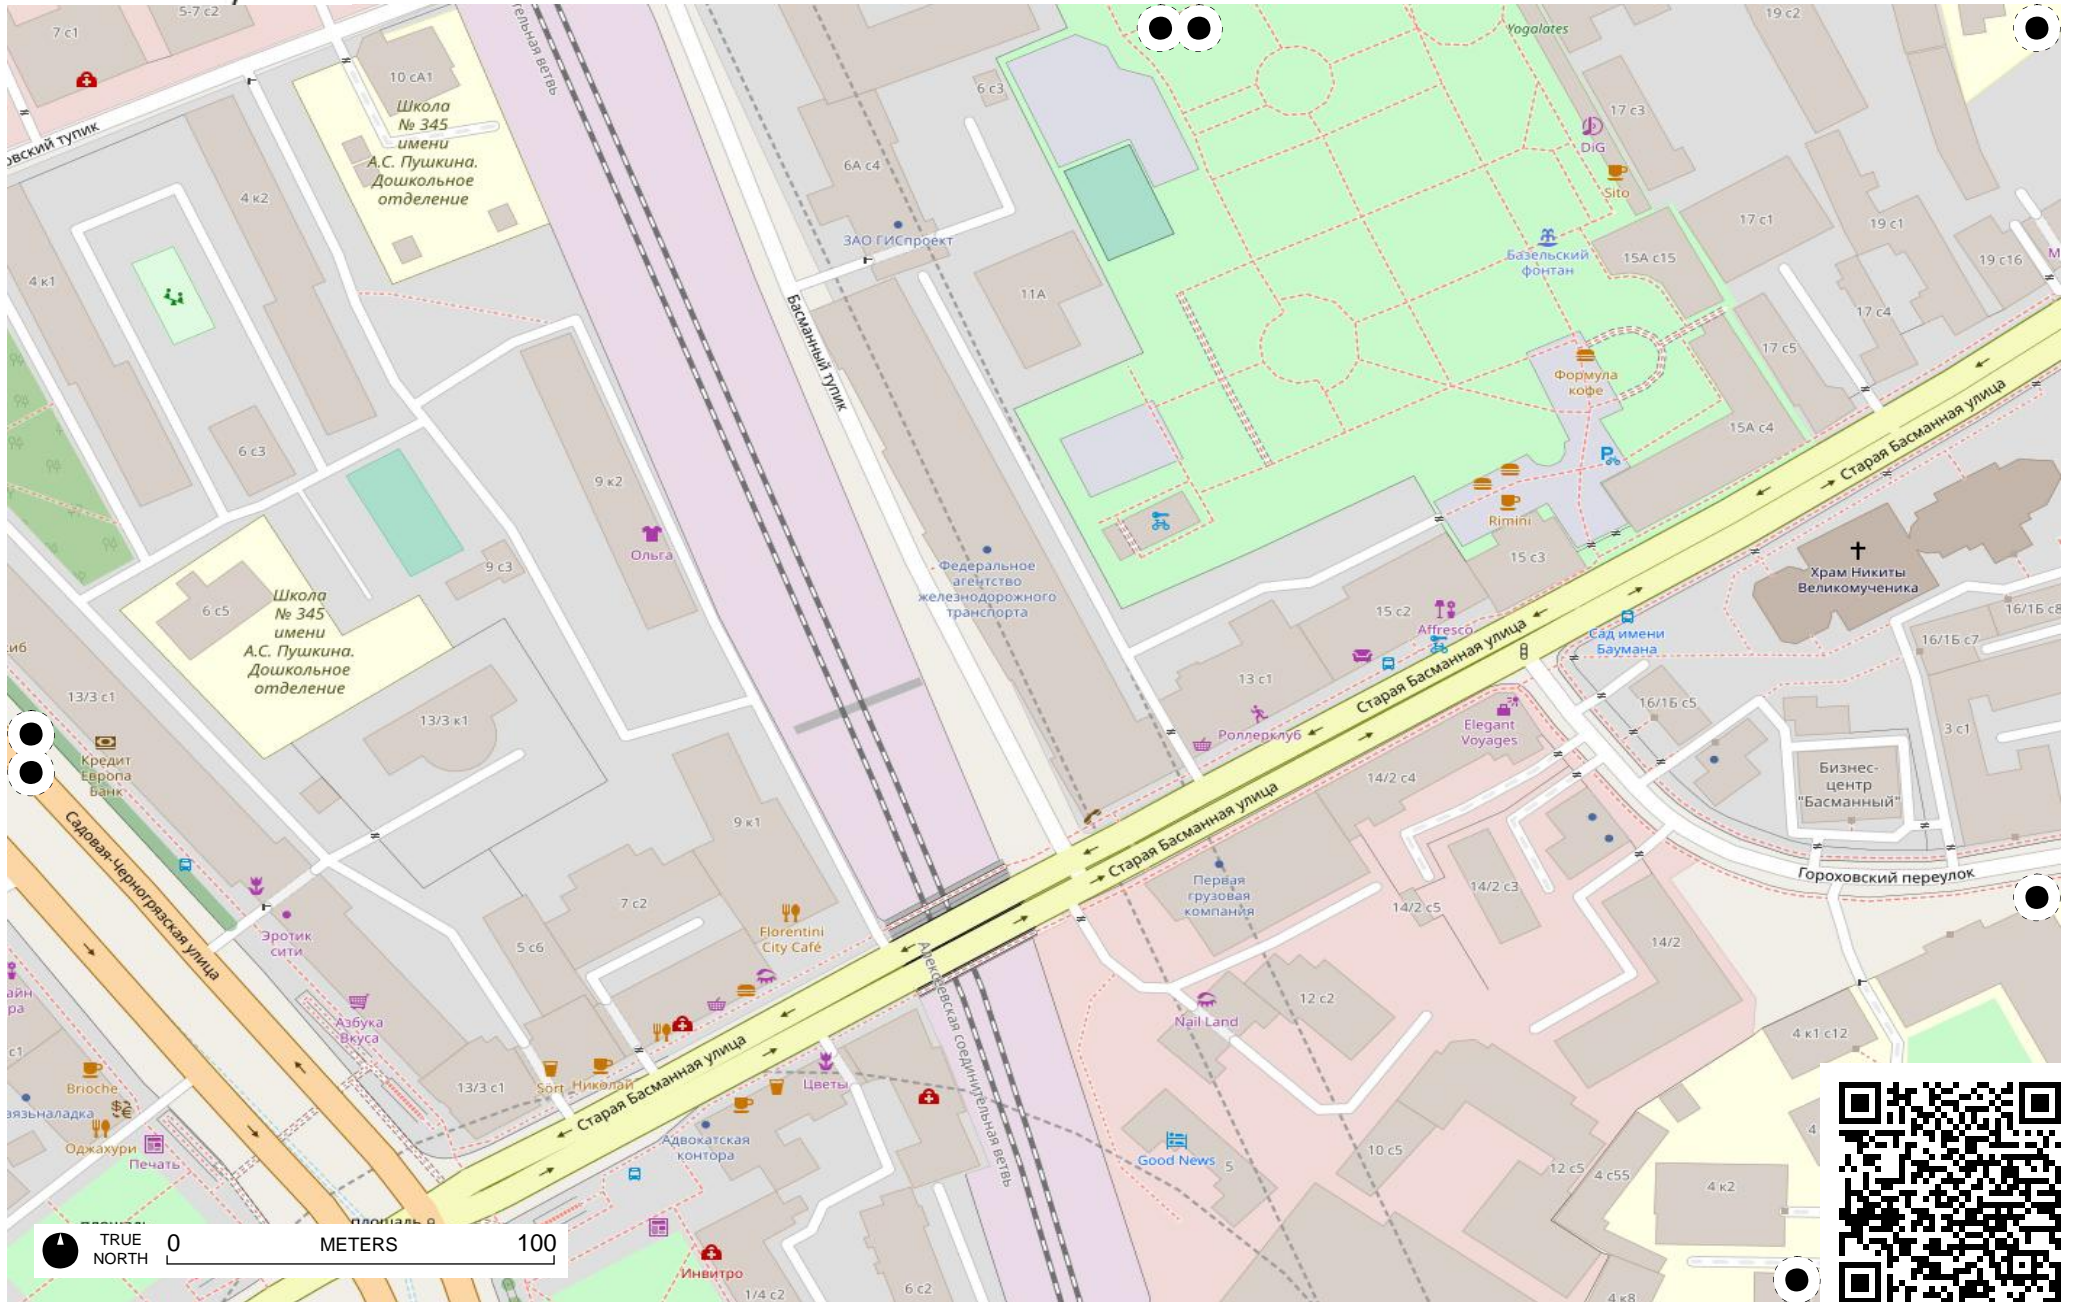 7 с1
5-7 с2
10 сА1
Школа
№ 345
имени
А.С. Пушкина.
Дошкольное
отделение
4 к2
4 к1
6 с3
6А с4
6 с3
ЗАО ГИСпроект
11А
Басманный тупик
Yogalates
19 с2
17 с3
DiG
Sito
Базельский
фонтан
15А с15
17 с1
19 с1
19 с16
17 с4
17 с5
Формула
кофе
15А с4
Старая Басманная улица
Rimini
15 с3
Храм Никиты
Великомученика
9 к2
Ольга
9 с3
Федеральное
агентство
железнодорожного
транспорта
6 с5
Школа
№ 345
имени
А.С. Пушкина.
Дошкольное
отделение
15 с2
Affresco
Сад имени
Баумана
16/1Б с8
16/1Б с7
Старая Басманная улица
13 с1
Роллерклуб
Elegant
Voyages
16/1Б с5
3 с1
13/3 с1
13/3 к1
Кредит
Европа
Банк
14/2 с4
Бизнес-
центр
"Басманный"
Садовая-Черногрязская улица
9 к1
Старая Басманная улица
Первая
грузовая
компания
14/2 с3
14/2 с5
Гороховский переулок
7 с2
Florentini
City Café
5 с6
Эротик
сити
14/2
Алексеевская соединительная ветвь
Азбука
Вкуса
12 с2
Nail Land
4 к1 с12
Brioche
13/3 с1
Sört
Николай
Старая Басманная улица
Цветы
Оджахури
Печать
Адвокатская
контора
Good News
5
10 с5
12 с5
4 с55
4 к2
площадь
TRUE
NORTH
0
METERS
100
Инвитро
1/4 с2
6 с2
4 к8